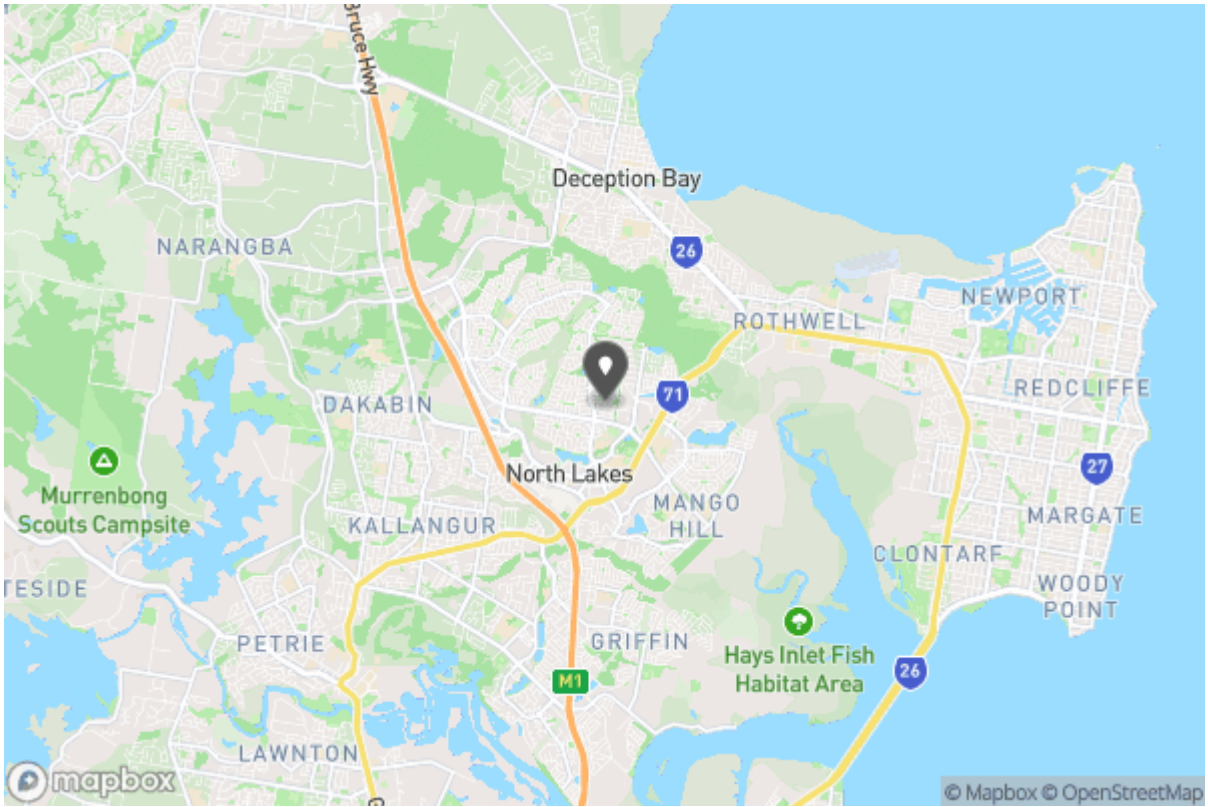 Bruce Hwy
Deception Bay
NARANGBA
26
NEWPORT
ROTHWELL
DAKABIN
71
REDCLIFFE
Murrenbong
Scouts Campsite
North Lakes
27
KALLANGUR
MANGO
HILL
MARGATE
CLONTARF
TESIDE
WOODY
POINT
PETRIE
GRIFFIN
Hays Inlet Fish
Habitat Area
M1
26
LAWNTON
mapbox
© Mapbox © OpenStreetMap